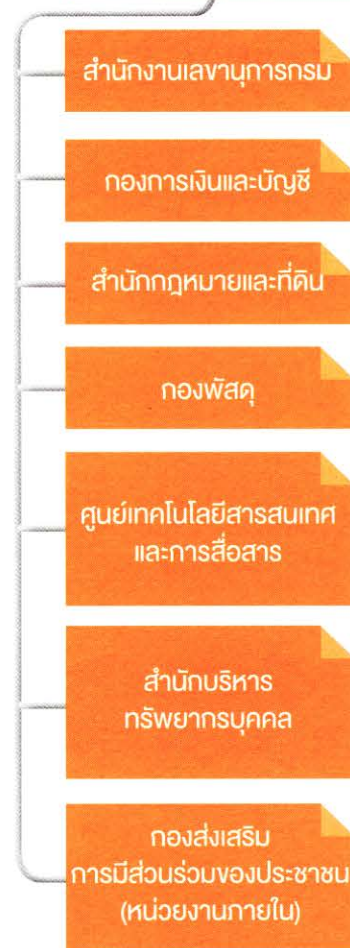 สำนักงานเลขานุการกรม
กองการเงินและบัญชี
สำนักกฎหมายและที่ดิน
กองพัสดุ
ศูนย์เทคโนโลยีสารสนเทศ
และการสื่อสาร
สำนักบริหาร
ทรัพยากรบุคคล
กองส่งเสริม
การมีส่วนร่วมของประชาชน
(หน่วยงานภายใน)